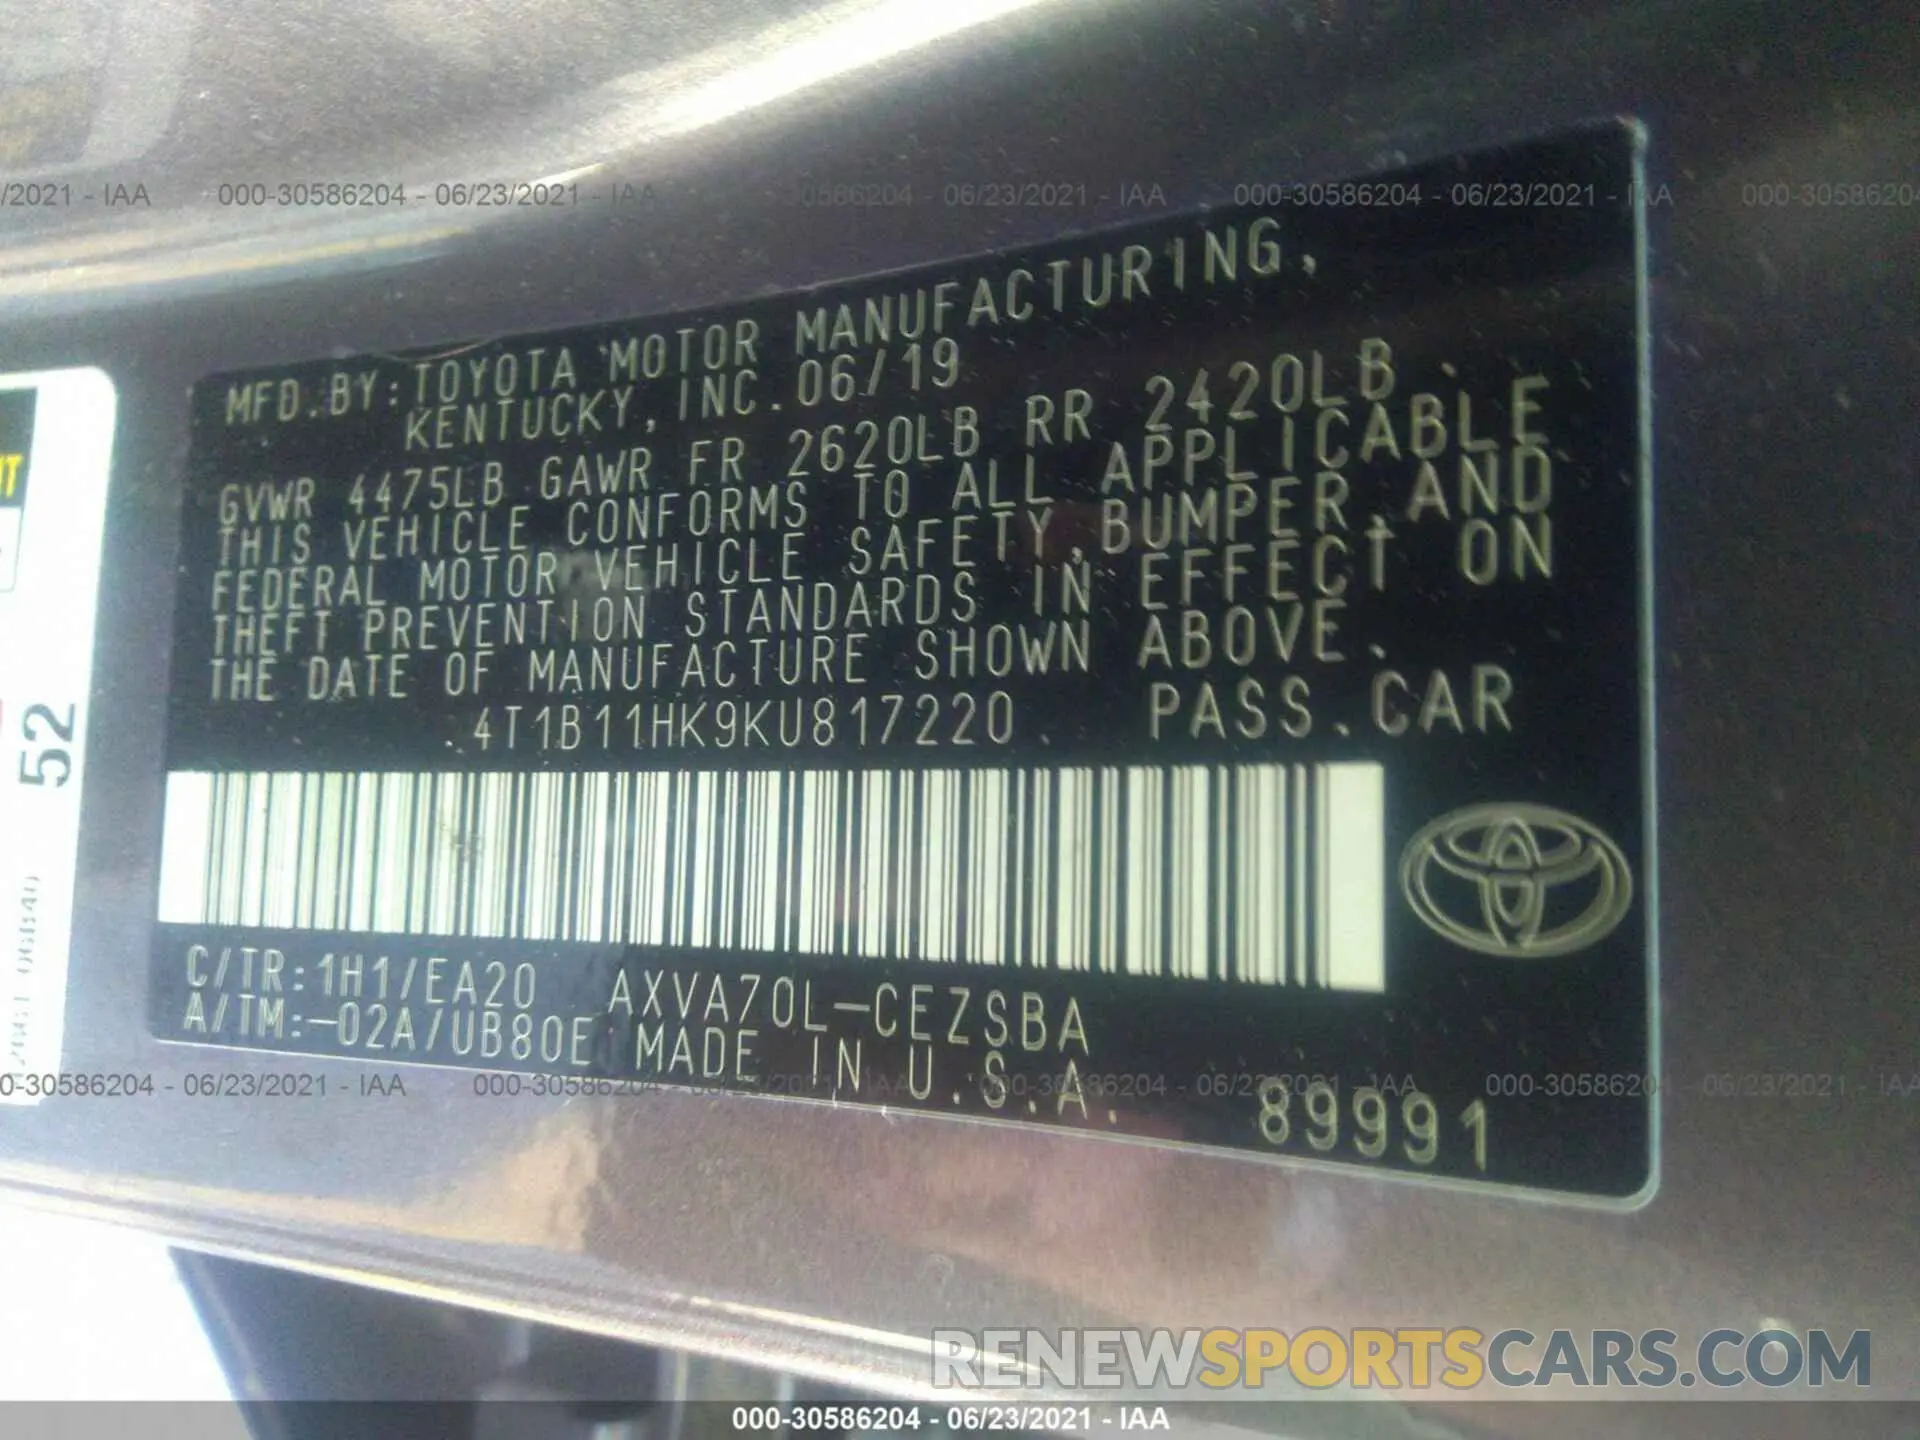 /2021 - IAA 000-30586204 - 06/23/2021 - IAA 000-30586204 - 06/23/2021 - IAA 000-30586204 - 06/23/2021 - IAA 000-30586204
MFD.BY:TOYOTA MOTOR MANUFACTURING,
KENTUCKY, INC.06/19
GVWR 4475LB GAWR FR 2620LB RR 2420LB
THIS VEHICLE CONFORMS TO ALL APPLICABLE
FEDERAL MOTOR VEHICLE SAFETY,BUMPER,AND
THEFT PREVENTION STANDARDS IN EFFECT ON
THE DATE OF MANUFACTURE SHOWN ABOVE.
4T1B11HK9KU817220 PASS.CAR
52
C/TR:1H1/EA20 AXVA70L-CEZSBA
A/TM:-02A/UB80E MADE IN U.S.A.
89991
0-30586204 - 06/23/2021 - IAA 000-30586204 - 06/23/2021 - IAA 000-30586204 - 06/23/2021 - IAA 000-30586204 - 06/23/2021 - IAA
RENEWSPORTSCARS.COM
000-30586204 - 06/23/2021 - IAA